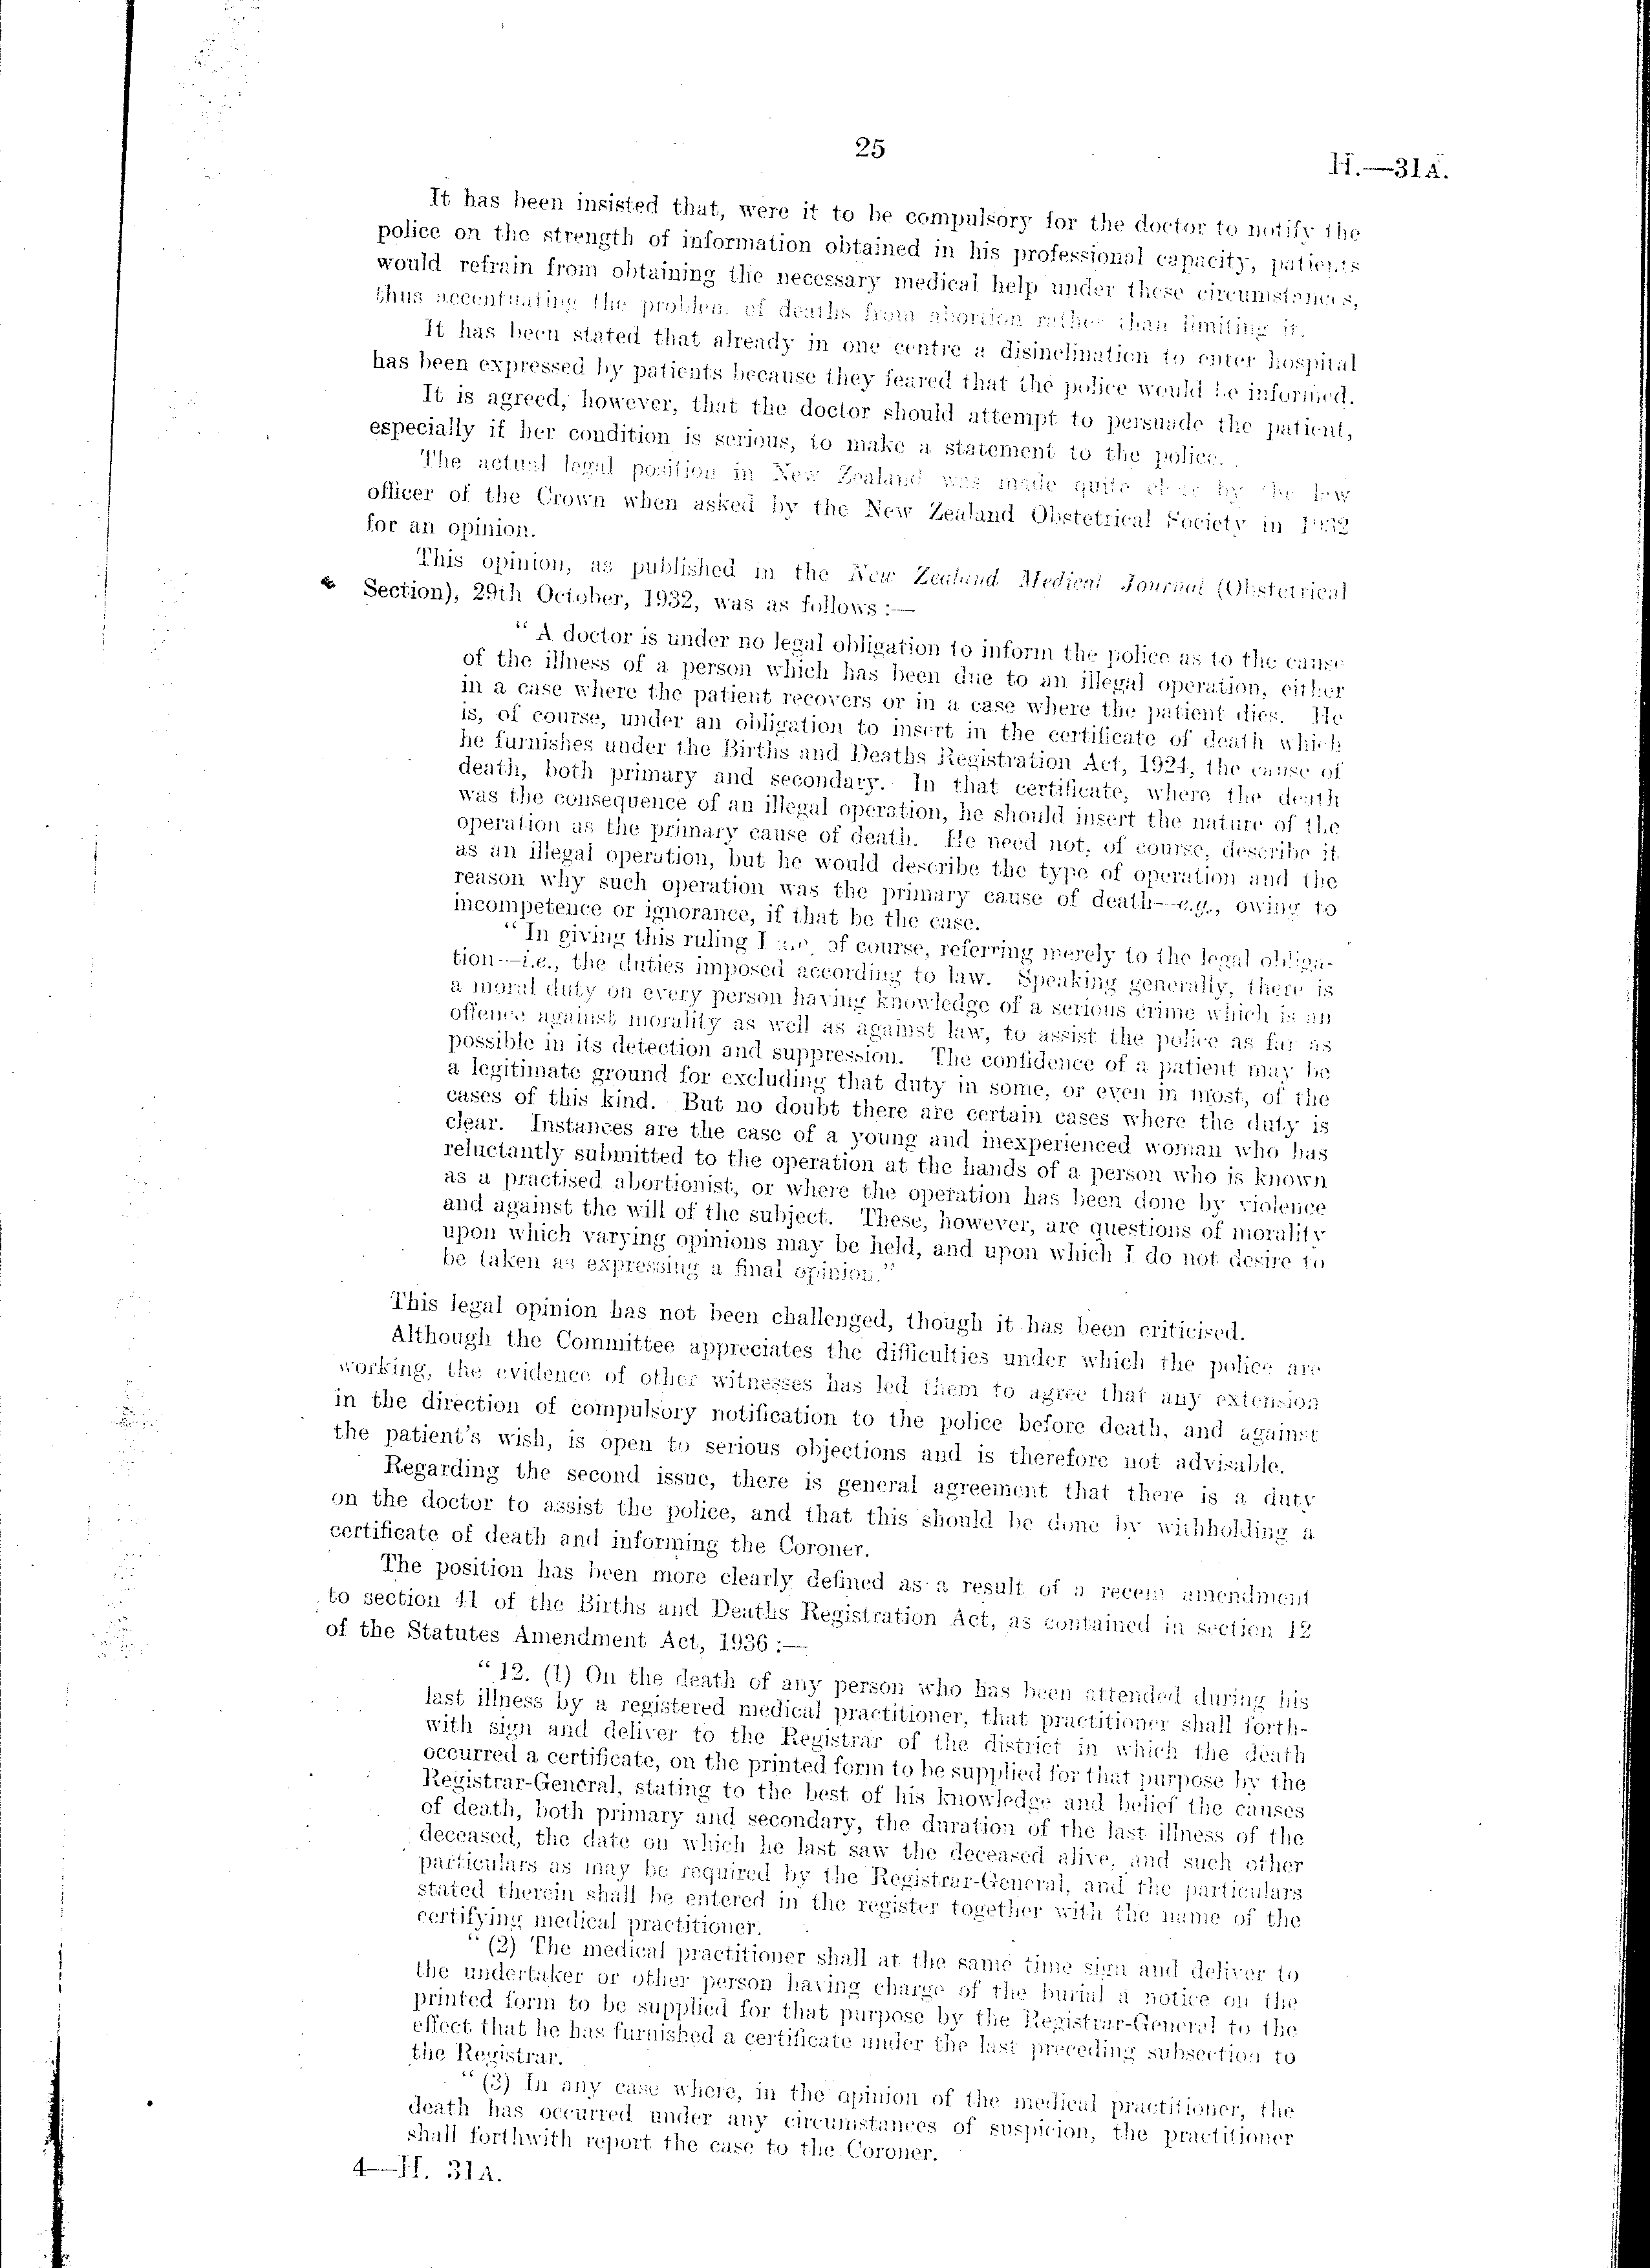 25
H.—31A.
It has been insisted that, were it to be compulsory for the doctor to notify the
police on the strength of information obtained in his professional capacity, patients
would refrain from obtaining the necessary medical help under these circumstances,
thus accentuating the problem of deaths from abortion rather than limiting it.
It has been stated that already in one centre a disinclination to enter hospital
has been expressed by patients because they feared that the police would be informed.
It is agreed, however, that the doctor should attempt to persuade the patient,
especially if her condition is serious, to make a statement to the police.
The actual legal position in New Zealand was made quite clear by the law
officer of the Crown when asked by the New Zealand Obstetrical Society in 1932
for an opinion.
This opinion, as published in the New Zealand Medical Journal (Obstetrical
Section), 29th October, 1932, was as follows :—
“ A doctor is under no legal obligation to inform the police as to the cause
of the illness of a person which has been due to an illegal operation, either
in a case where the patient recovers or in a case where the patient dies. He
is, of course, under an obligation to insert in the certificate of death which
he furnishes under the Births and Deaths Registration Act, 1924, the cause of
death, both primary and secondary. In that certificate, where the death
was the consequence of an illegal operation, he should insert the nature of the
operation as the primary cause of death. He need not, of course, describe it
as an illegal operation, but he would describe the type of operation and the
reason why such operation was the primary cause of death—e.g., owing to
incompetence or ignorance, if that be the case.
“ In giving this ruling I am of course, referring merely to the legal obliga-
tion—i.e., the duties imposed according to law. Speaking generally, there is
a moral duty on every person having knowledge of a serious crime which is an
offence against morality as well as against law, to assist the police as far as
possible in its detection and suppression. The confidence of a patient may be
a legitimate ground for excluding that duty in some, or even in most, of the
cases of this kind. But no doubt there are certain cases where the duty is
clear. Instances are the case of a young and inexperienced woman who has
reluctantly submitted to the operation at the hands of a person who is known
as a practised abortionist, or where the operation has been done by violence
and against the will of the subject. These, however, are questions of morality
upon which varying opinions may be held, and upon which I do not desire to
be taken as expressing a final opinion.”
This legal opinion has not been challenged, though it has been criticised.
Although the Committee appreciates the difficulties under which the police are
working, the evidence of other witnesses has led them to agree that any extension
in the direction of compulsory notification to the police before death, and against
the patient's wish, is open to serious objections and is therefore not advisable.
Regarding the second issue, there is general agreement that there is a duty
on the doctor to assist the police, and that this should be done by withholding a
certificate of death and informing the Coroner.
The position has been more clearly defined as a result of a recent amendment
to section 41 of the Births and Deaths Registration Act, as contained in section 12
of the Statutes Amendment Act, 1936 :—
“ 12. (1) On the death of any person who has been attended during his
last illness by a registered medical practitioner, that practitioner shall forth-
with sign and deliver to the Registrar of the district in which the death
occurred a certificate, on the printed form to be supplied for that purpose by the
Registrar-General, stating to the best of his knowledge and belief the causes
of death, both primary and secondary, the duration of the last illness of the
deceased, the date on which he last saw the deceased alive, and such other
particulars as may be required by the Registrar-General, and the particulars
stated therein shall be entered in the register together with the name of the
certifying medical practitioner.
“ (2) The medical practitioner shall at the same time sign and deliver to
the undertaker or other person having charge of the burial a notice on the
printed form to be supplied for that purpose by the Registrar-General to the
effect that he has furnished a certificate under the last preceding subsection to
the Registrar.
“ (3) In any case where, in the opinion of the medical practitioner, the
death has occurred under any circumstances of suspicion, the practitioner
shall forthwith report the case to the Coroner.
4—H. 31A.